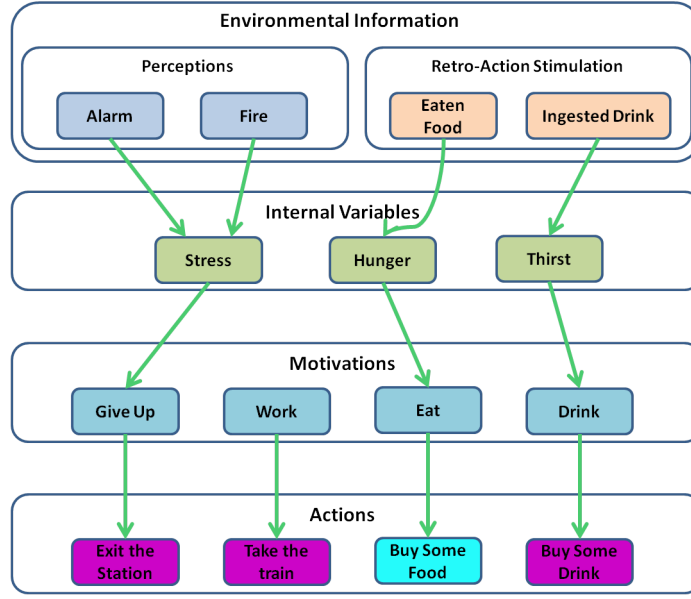 Environmental Information
Perceptions
Retro-Action Stimulation
Alarm
Fire
Eaten
Food
Ingested Drink
Internal Variables
Stress
Hunger
Thirst
Motivations
Give Up
Work
Eat
Drink
Actions
Exit the
Station
Take the
train
Buy Some
Food
Buy Some
Drink